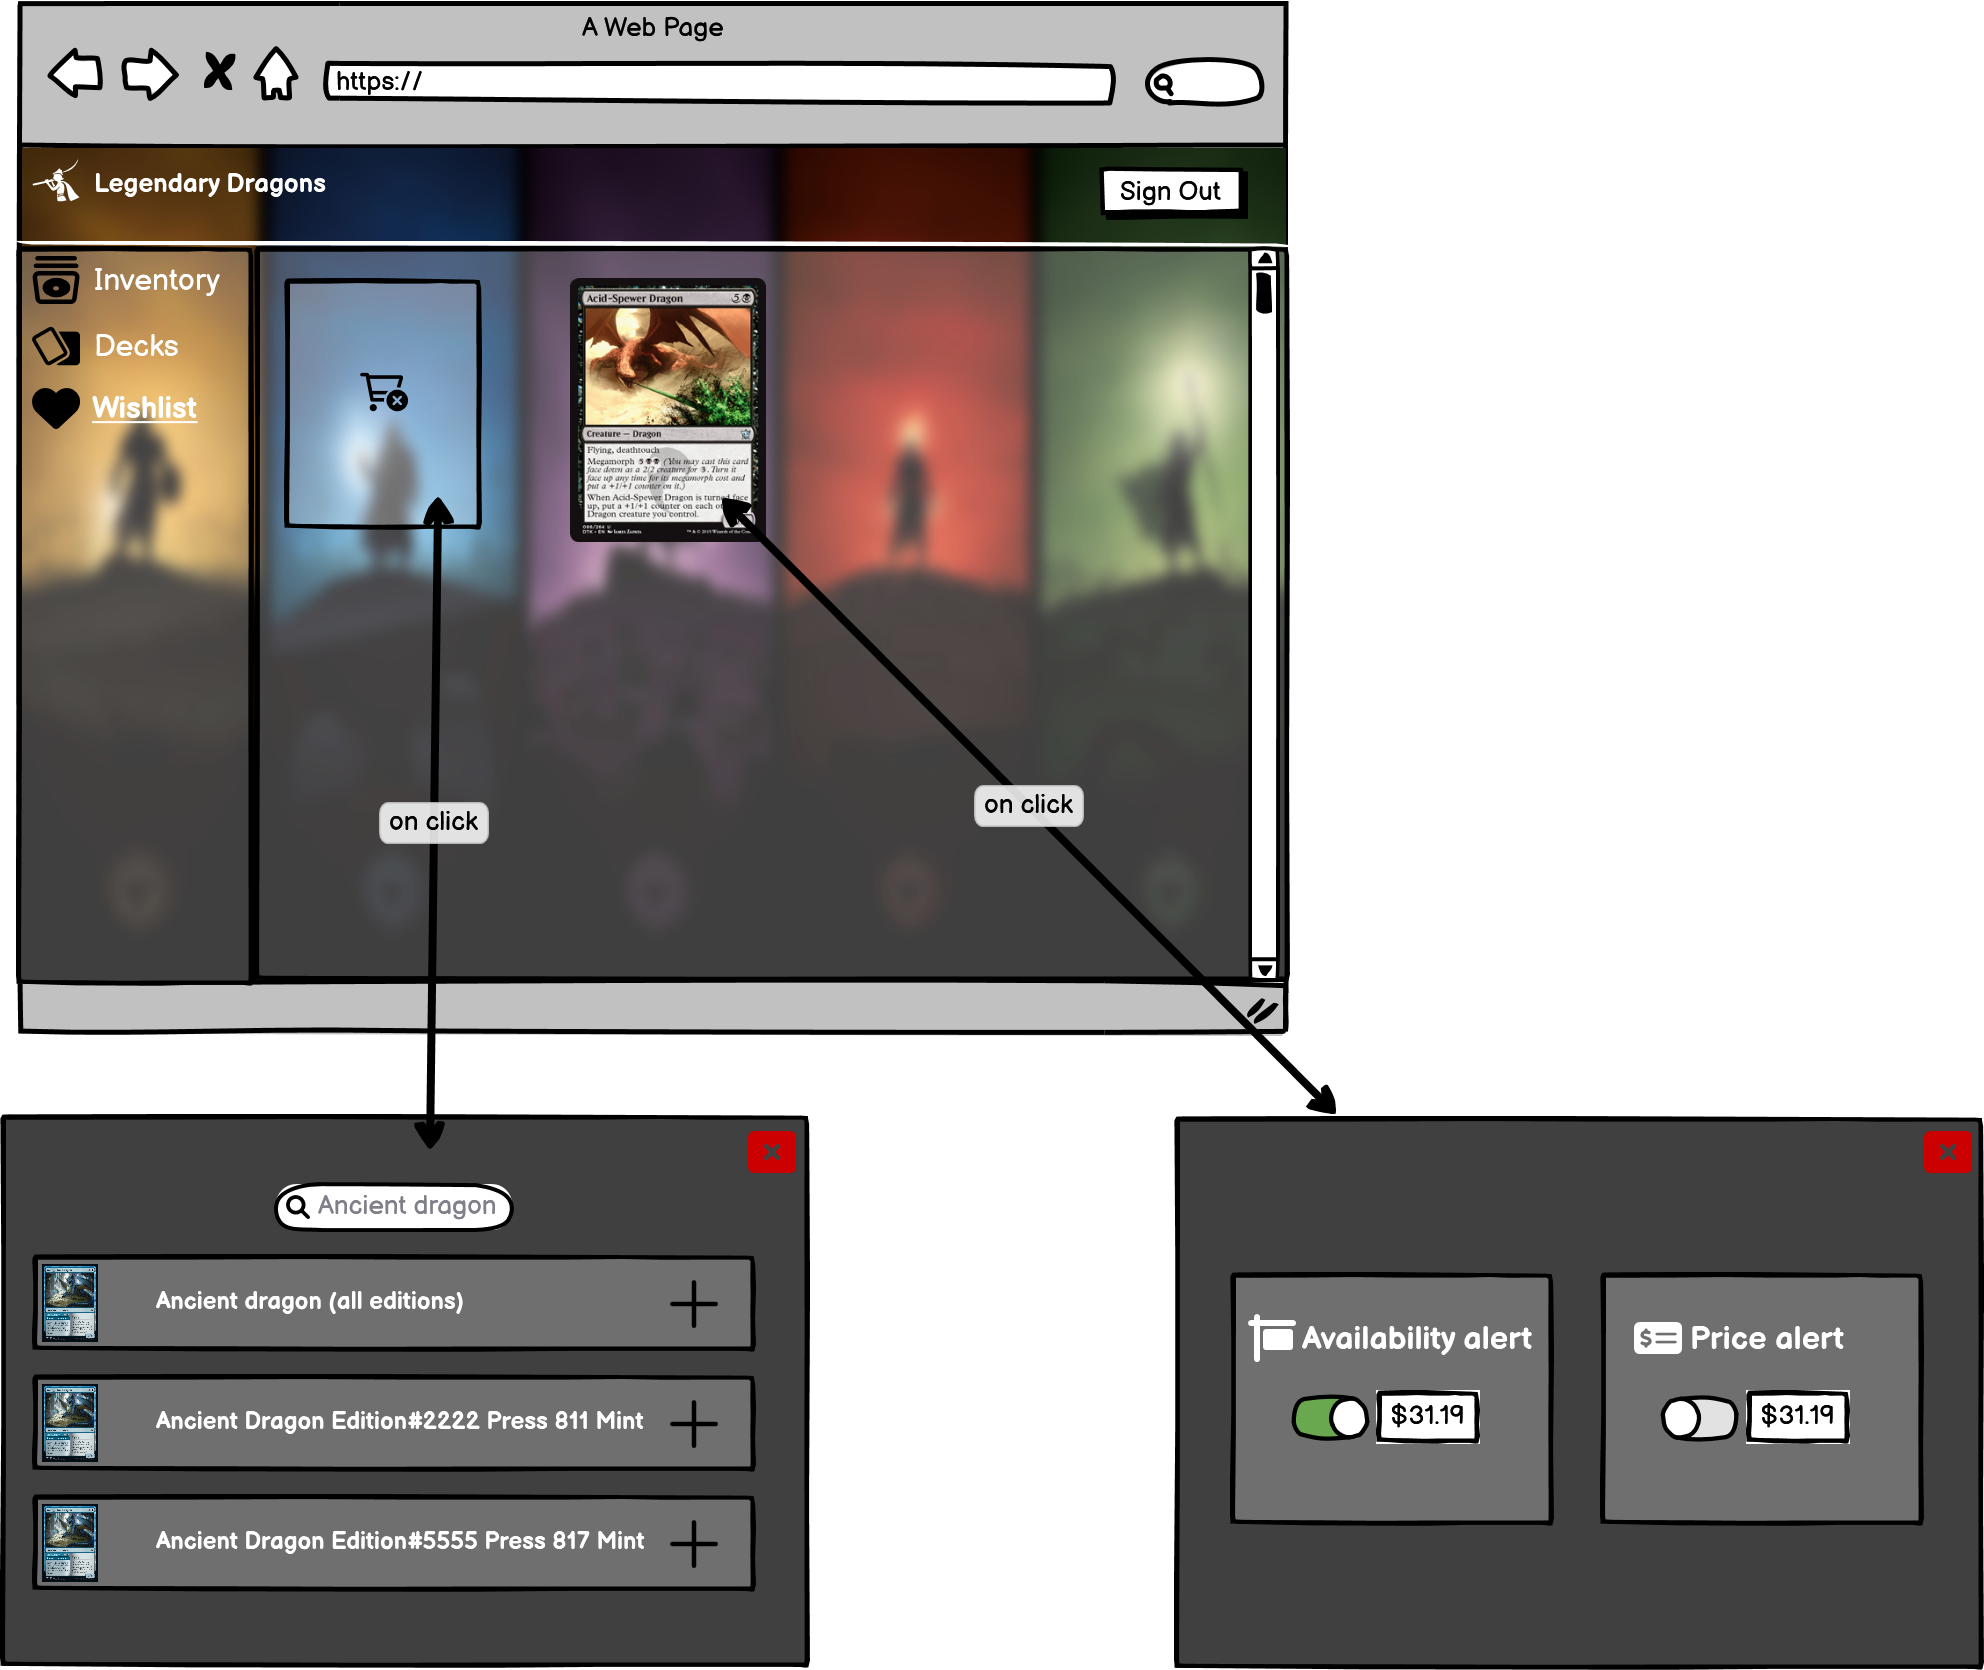 A Web Page
https://
Legendary Dragons
Sign Out
Inventory
Decks
Wishlist
Acid-Spewer Dragon 5
Creature — Dragon
Flying, deathtouch
Megamorph 5 (You may cast this card
face down as a 2/2 creature for 3. Turn it
face up any time for its megamorph cost and
put a +1/+1 counter on it.)
When Acid-Spewer Dragon is turned face
up, put a +1/+1 counter on each
Dragon creature you control.
on click
on click
Ancient dragon
Ancient dragon (all editions)
Ancient Dragon Edition#2222 Press 811 Mint
Ancient Dragon Edition#5555 Press 817 Mint
Availability alert
$31.19
Price alert
$31.19